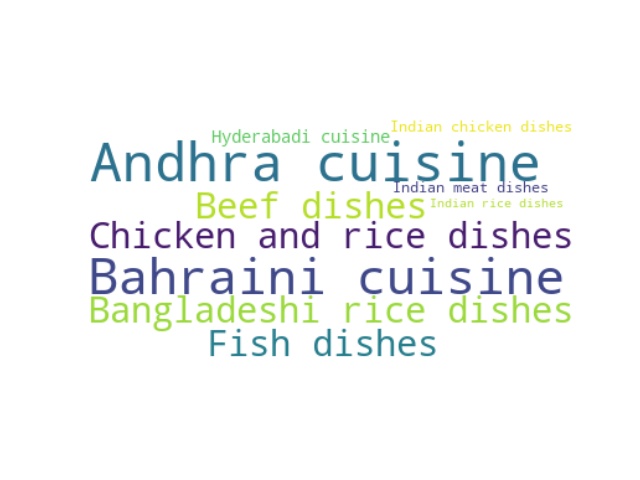 Indian chicken dishes
Hyderabadi cuisine
Andhra cuisine
Indian meat dishes
Beef dishes
Indian rice dishes
Chicken and rice dishes
Bahraini cuisine
Bangladeshi rice dishes
Fish dishes